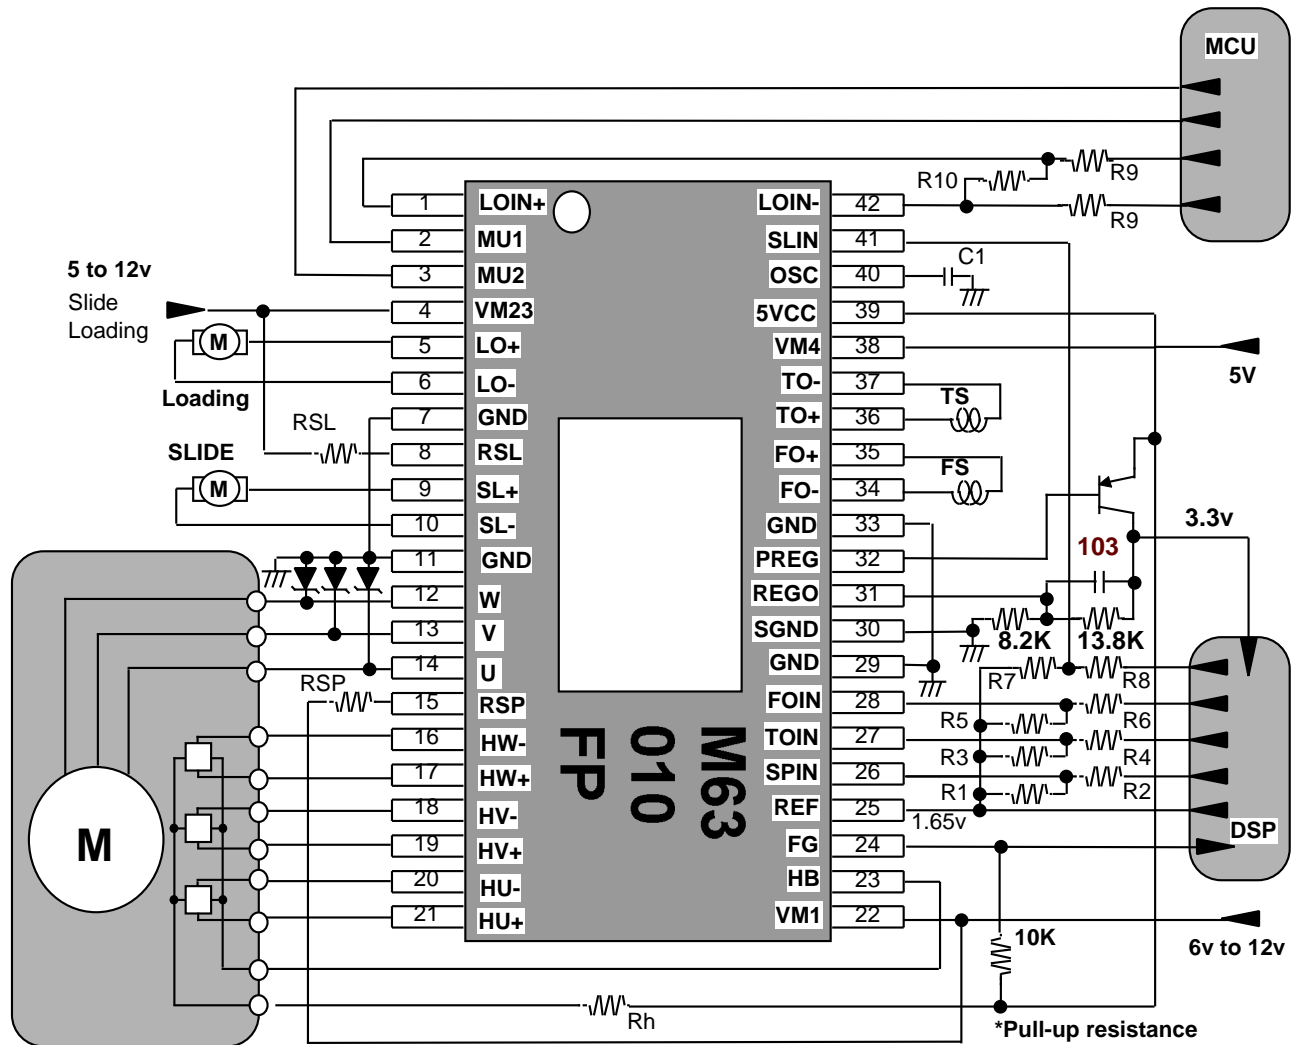 MCU
R10
R9
R9
1 LOIN+
LOIN- 42
2 MU1
SLIN 41
5 to 12v
Slide
Loading
3 MU2
OSC 40
C1
4 VM23
5VCC 39
M
5 LO+
VM4 38
5V
6 LO-
TO- 37
Loading
TS
7 GND
TO+ 36
RSL
8 RSL
FO+ 35
SLIDE
FS
M
9 SL+
FO- 34
10 SL-
GND 33
3.3v
11 GND
PREG 32
103
12 W
REGO 31
13 V
SGND 30
8.2K
13.8K
14 U
GND 29
R7
R8
RSP
15 RSP
FOIN 28
R5
R6
16 HW-
TOIN 27
R3
R4
17 HW+
SPIN 26
R1
R2
18 HV-
REF 25
1.65v
DSP
19 HV+
FG 24
20 HU-
HB 23
21 HU+
VM1 22
M63
010
FP
M
10K
6v to 12v
Rh
*Pull-up resistance